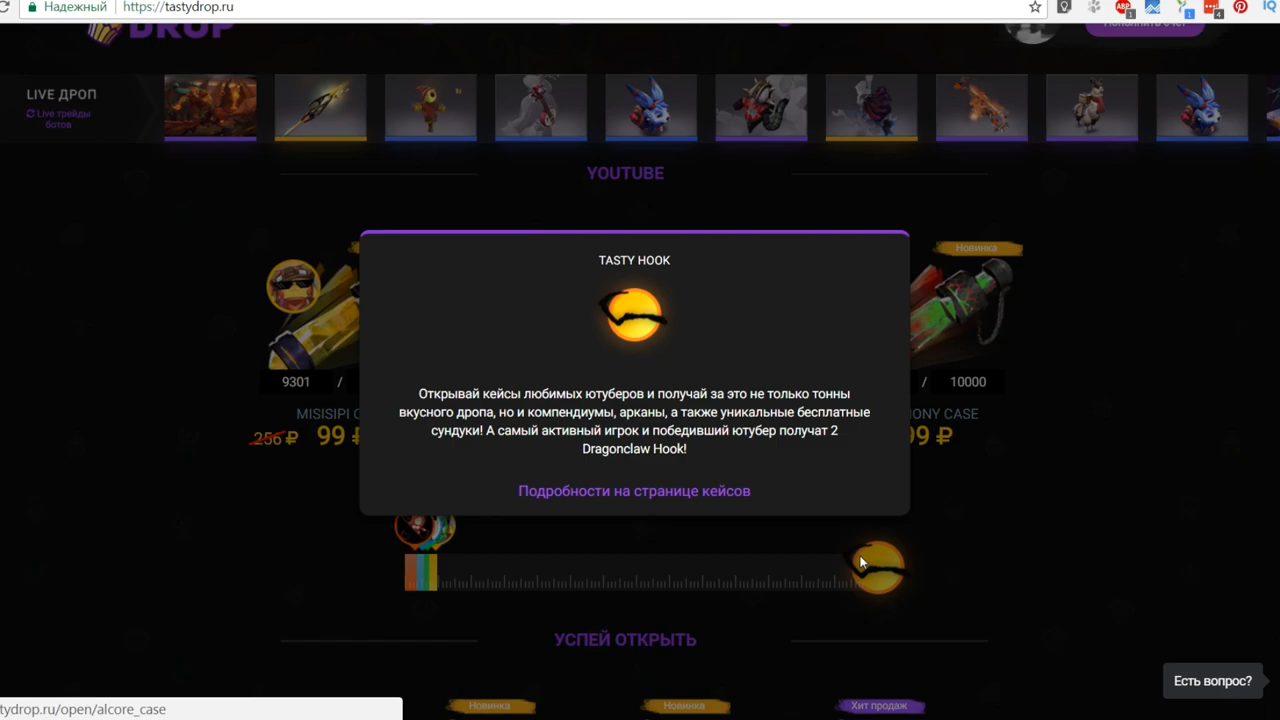 Надежный
https://tastydrop.ru
DROP
LIVE ДРОП
Live трейды
ботов
YOUTUBE
Новинка
TASTY HOOK
Открывай кейсы любимых ютуберов и получай за это не только тонны
вкусного дропа, но и компендиумы, арканы, а также уникальные бесплатные
сундуки! А самый активный игрок и победивший ютубер получат 2
Dragonclaw Hook!
Подробности на странице кейсов
9301 /
/ 10000
MISISIPI C
ONY CASE
256 ₽ 99 ₽
99 ₽
УСПЕЙ ОТКРЫТЬ
Есть вопрос?
Новинка
Новинка
Хит продаж
tydrop.ru/open/alcore_case